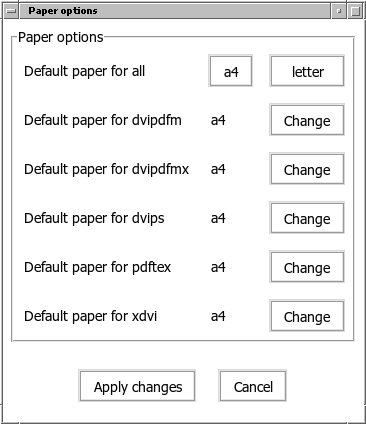 Paper options
Paper options
Default paper for all a4 letter
Default paper for dvipdfm a4 Change
Default paper for dvipdfmx a4 Change
Default paper for dvips a4 Change
Default paper for pdftex a4 Change
Default paper for xdvi a4 Change
Apply changes Cancel